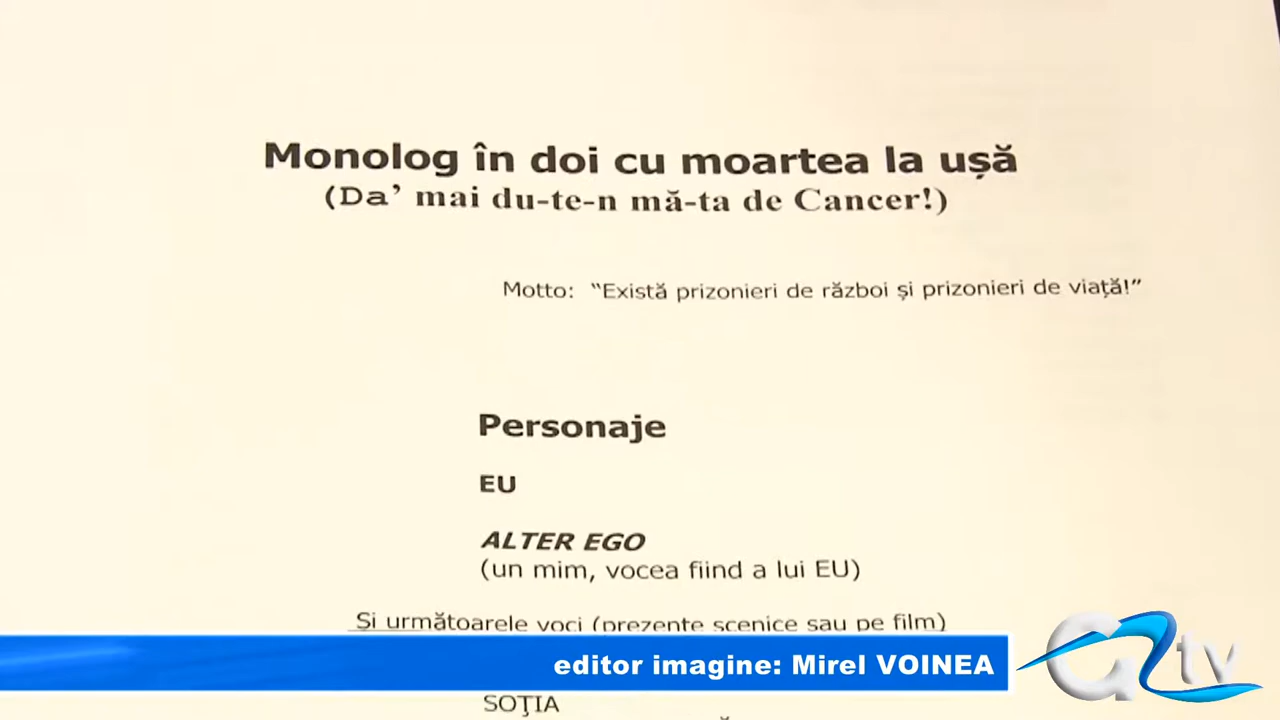 Monolog în doi cu moartea la ușă
(Da’ mai du-te-n mă-ta de Cancer!)
Motto: “Există prizonieri de război și prizonieri de viață!”
Personaje
EU
ALTER EGO
(un mim, vocea fiind a lui EU)
Și următoarele voci (prezente scenice sau pe film)
editor imagine: Mirel VOINEA
tv
SOŢIA